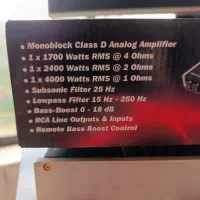 • Monoblock Class D Analog Amplifier
• 1 x 1700 Watts RMS @ 4 Ohms
• 1 x 2400 Watts RMS @ 2 Ohms
• 1 x 4000 Watts RMS @ 1 Ohms
• Subsonic Filter 25 Hz
• Lowpass Filter 15 Hz - 250 Hz
• Bass-Boost 0 - 18 dB
• RCA Line Outputs & Inputs
• Remote Bass Boost Control